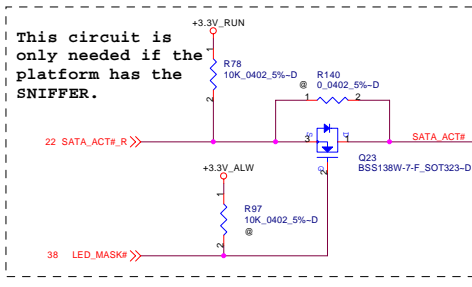 This circuit is
only needed if the
platform has the
SNIFFER.
+3.3V_RUN
1
R78
10K_0402_5%~D
2
@
R140
0_0402_5%~D
1
2
22 SATA_ACT#_R
3
S
D
1
SATA_ACT#
G
2
Q23
BSS138W-7-F_SOT323~D
+3.3V_ALW
1
R97
10K_0402_5%~D
@
2
38 LED_MASK#